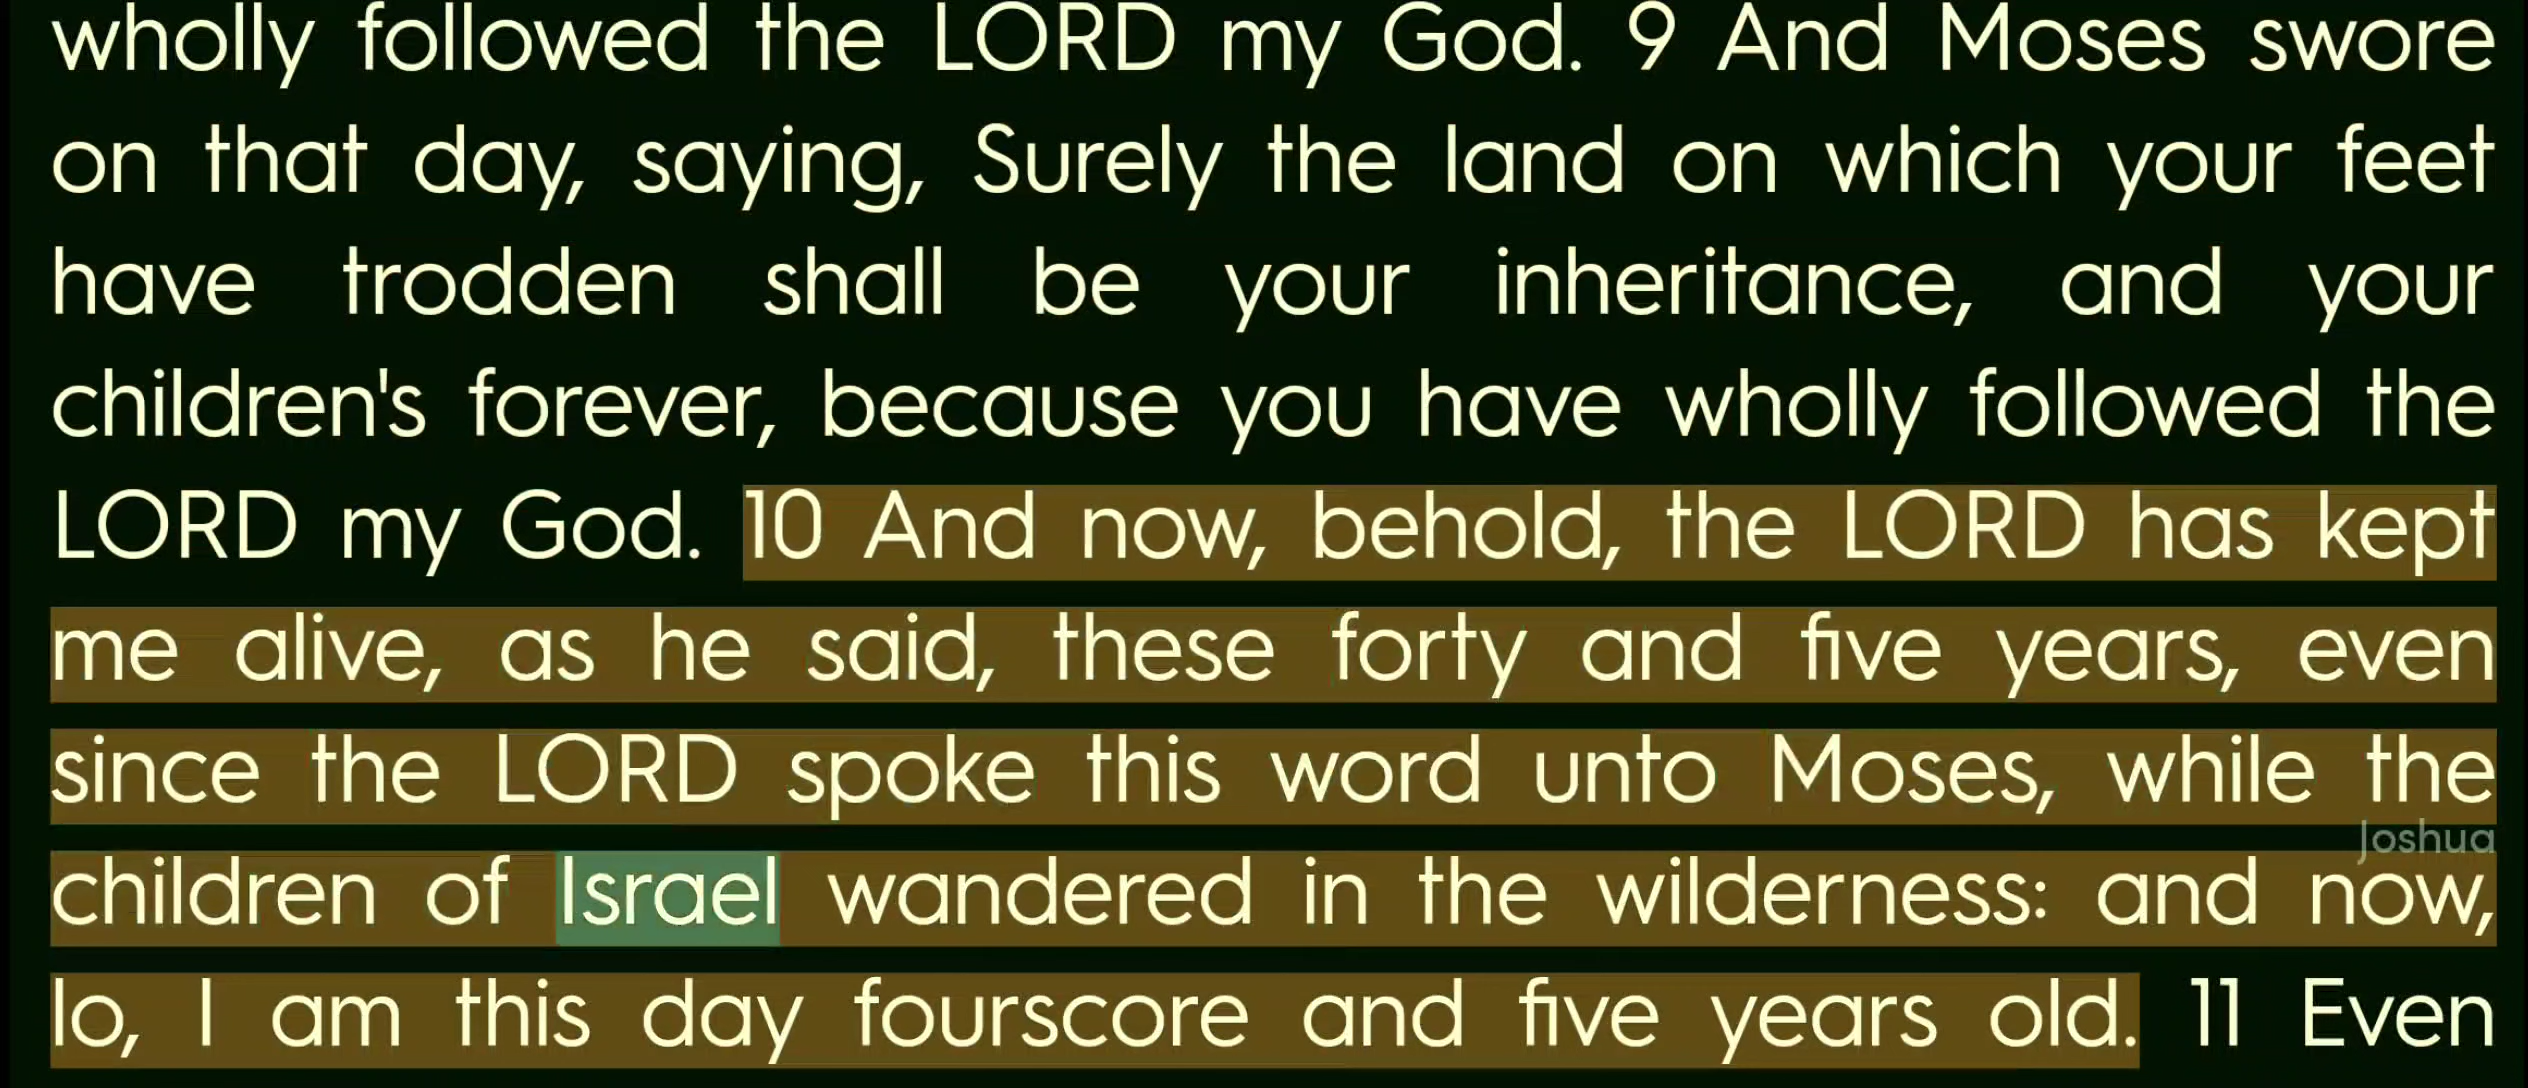 wholly followed the LORD my God. 9 And Moses swore
on that day, saying, Surely the land on which your feet
have trodden shall be your inheritance, and your
children's forever, because you have wholly followed the
LORD my God. 10 And now, behold, the LORD has kept
me alive, as he said, these forty and five years, even
since the LORD spoke this word unto Moses, while the
Joshua
children of Israel wandered in the wilderness: and now,
lo, I am this day fourscore and five years old. 11 Even